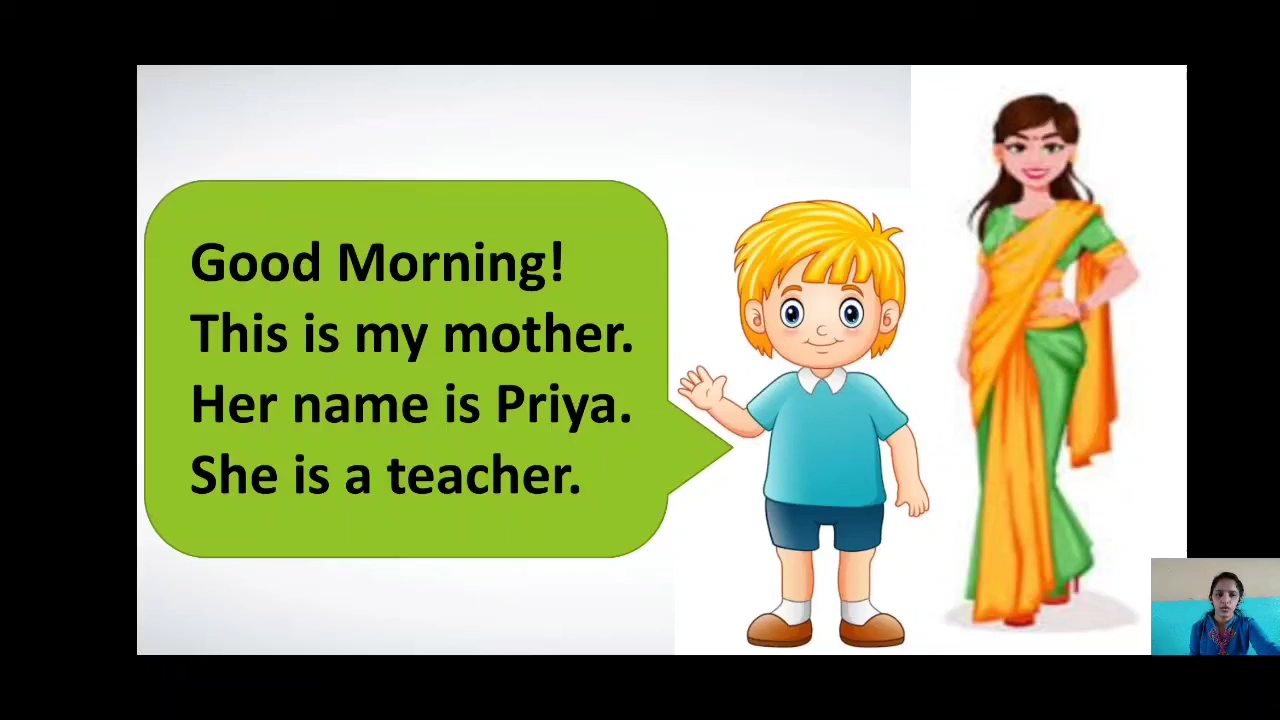 Good Morning!
This is my mother.
Her name is Priya.
She is a teacher.